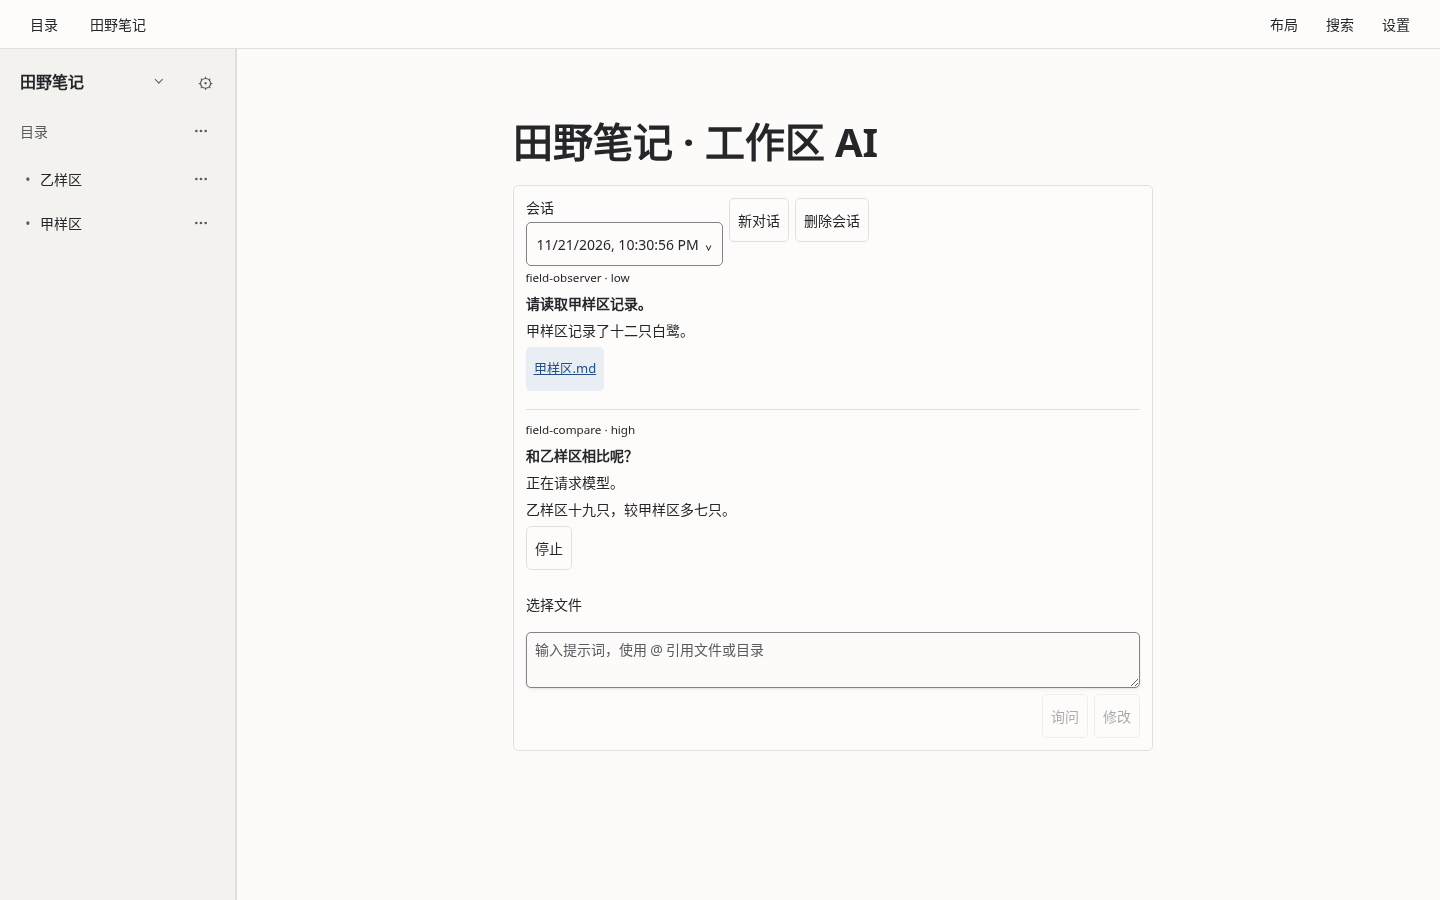 目录
田野笔记
布局
搜索
设置
田野笔记
目录
乙样区
甲样区
田野笔记 · 工作区 AI
会话
11/21/2026, 10:30:56 PM
新对话
删除会话
field-observer · low
请读取甲样区记录。
甲样区记录了十二只白鹭。
甲样区.md
field-compare · high
和乙样区相比呢？
正在请求模型。
乙样区十九只，较甲样区多七只。
停止
选择文件
输入提示词，使用 @ 引用文件或目录
询问
修改